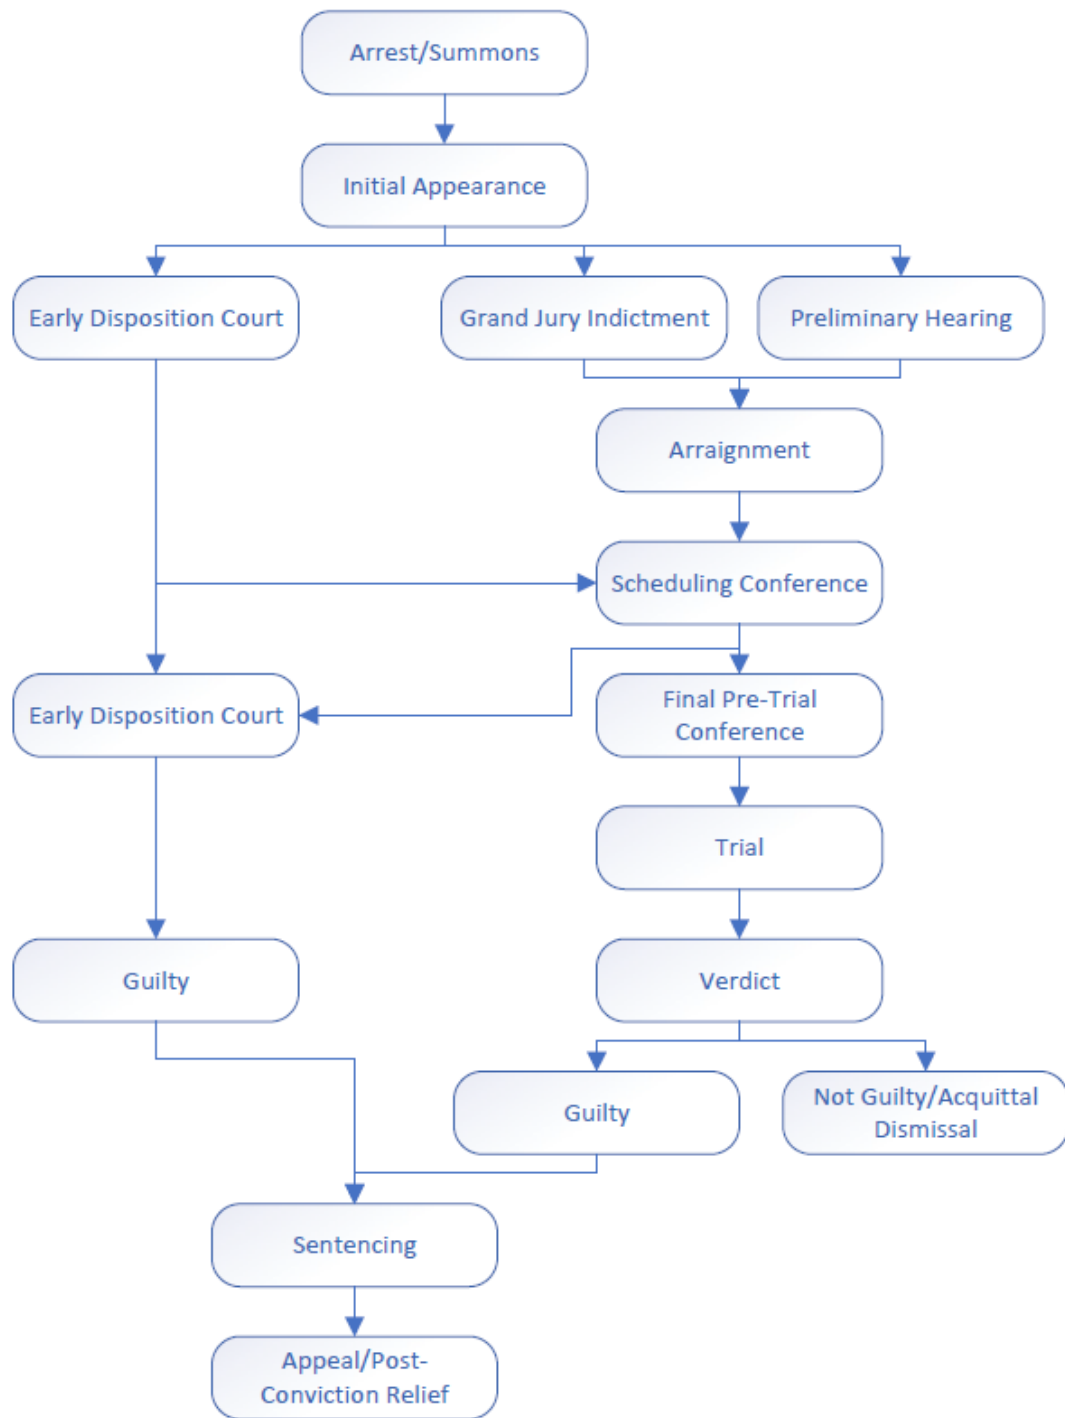 Arrest/Summons
Initial Appearance
Early Disposition Court
Grand Jury Indictment
Preliminary Hearing
Arraignment
Scheduling Conference
Early Disposition Court
Final Pre-Trial
Conference
Trial
Guilty
Verdict
Guilty
Not Guilty/Acquittal
Dismissal
Sentencing
Appeal/Post-
Conviction Relief